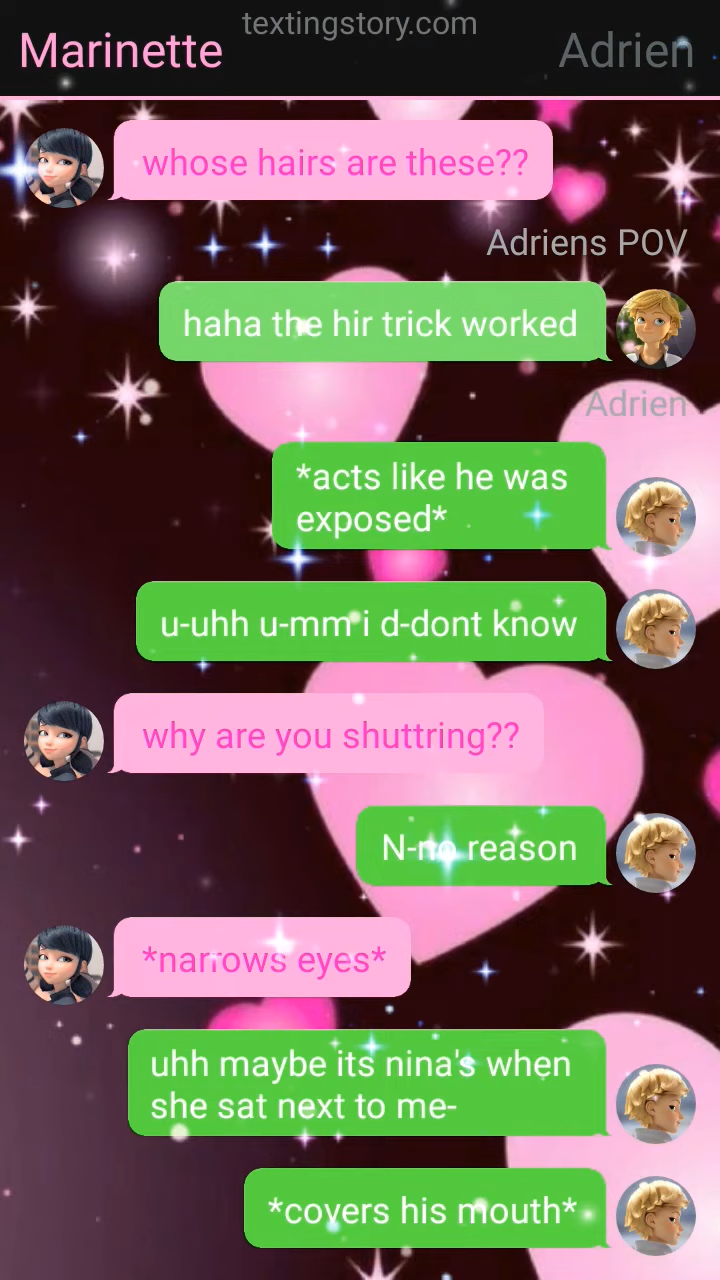 textingstory.com
Marinette
Adrien
whose hairs are these??
Adriens POV
haha the hir trick worked
Adrien
*acts like he was
exposed*
u-uhh u-mm i d-dont know
why are you shuttring??
N-no reason
*narrows eyes*
uhh maybe its nina's when
she sat next to me-
*covers his mouth*